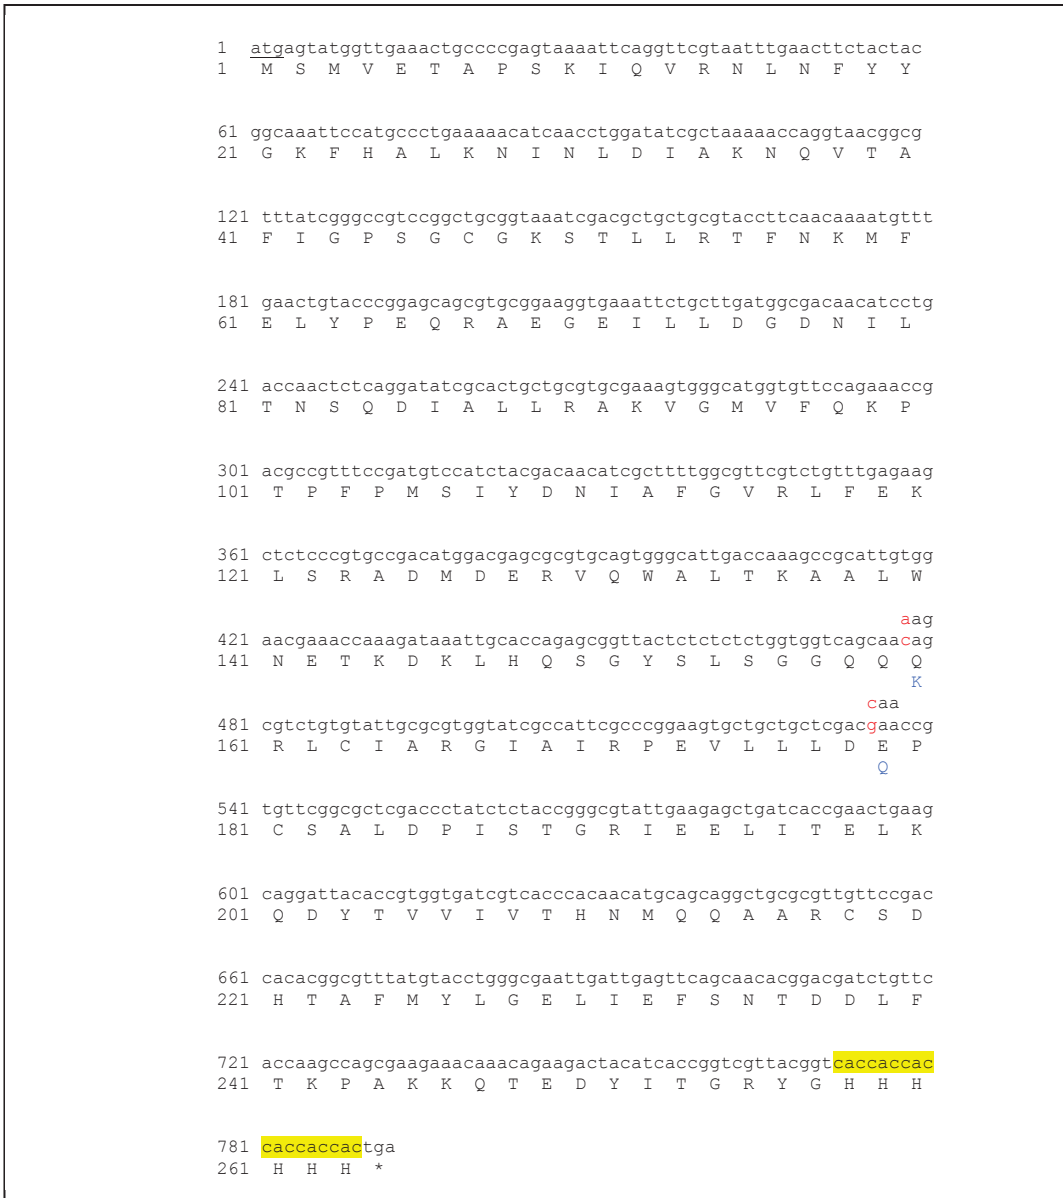 1 atgagtatggttgaaactgccccgagtaaaattcaggttcgtaatttgaacttctactac
1 M S M V E T A P S K I Q V R N L N F Y Y
61 ggcaaattccatgccctgaaaaacatcaacctggatatcgctaaaaaccaggtaacggcg
21 G K F H A L K N I N L D I A K N Q V T A
121 tttatcgggccgtccggctgcggtaaatcgacgctgctgcgtaccttcaacaaaatgttt
41 F I G P S G C G K S T L L R T F N K M F
181 gaactgtacccggagcagcgtgcggaaggtgaaattctgcttgatggcgacaacatcctg
61 E L Y P E Q R A E G E I L L D G D N I L
241 accaactctcaggatatcgcactgctgcgtgcgaaagtgggcatggtgttccagaaaccg
81 T N S Q D I A L L R A K V G M V F Q K P
301 acgccgtttccgatgtccatctacgacaacatcgcttttggcgttcgtctgtttgagaag
101 T P F P M S I Y D N I A F G V R L F E K
361 ctctcccgtgccgacatggacgagcgcgtgcagtgggcattgaccaaagccgcattgtgg
121 L S R A D M D E R V Q W A L T K A A L W
aag
421 aacgaaaccaaagataaattgcaccagagcggttactctctctctggtggtcagcaacag
141 N E T K D K L H Q S G Y S L S G G Q Q Q
K
caa
481 cgtctgtgtattgcgcgtggtatcgccattcgcccggaagtgctgctgctcgacgaaccg
161 R L C I A R G I A I R P E V L L L D E P
Q
541 tgttcggcgctcgaccctatctctaccgggcgtattgaagagctgatcaccgaactgaag
181 C S A L D P I S T G R I E E L I T E L K
601 caggattacaccgtggtgatcgtcacccacaacatgcagcaggctgcgcgttgttccgac
201 Q D Y T V V I V T H N M Q Q A A R C S D
661 cacacggcgtttatgtacctgggcgaattgattgagttcagcaacacggacgatctgttc
221 H T A F M Y L G E L I E F S N T D D L F
721 accaagccagcgaagaaacaaacagaagactacatcaccggtcgttacggtcaccaccac
241 T K P A K K Q T E D Y I T G R Y G H H H
781 caccaccactga
261 H H H *